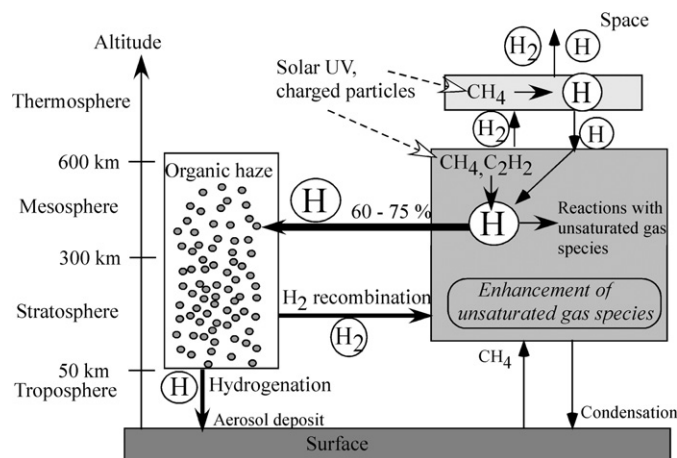 Space
Altitude
H2
H
Solar UV,
charged particles
CH4
H
Thermosphere
H2
H
600 km
Organic haze
CH4,C2H2
Mesosphere
H
60 - 75 %
H
Reactions with
unsaturated gas
species
300 km
H2 recombination
Enhancement of
unsaturated gas species
Stratosphere
H2
50 km
CH4
Troposphere
H
Hydrogenation
Aerosol deposit
Condensation
Surface